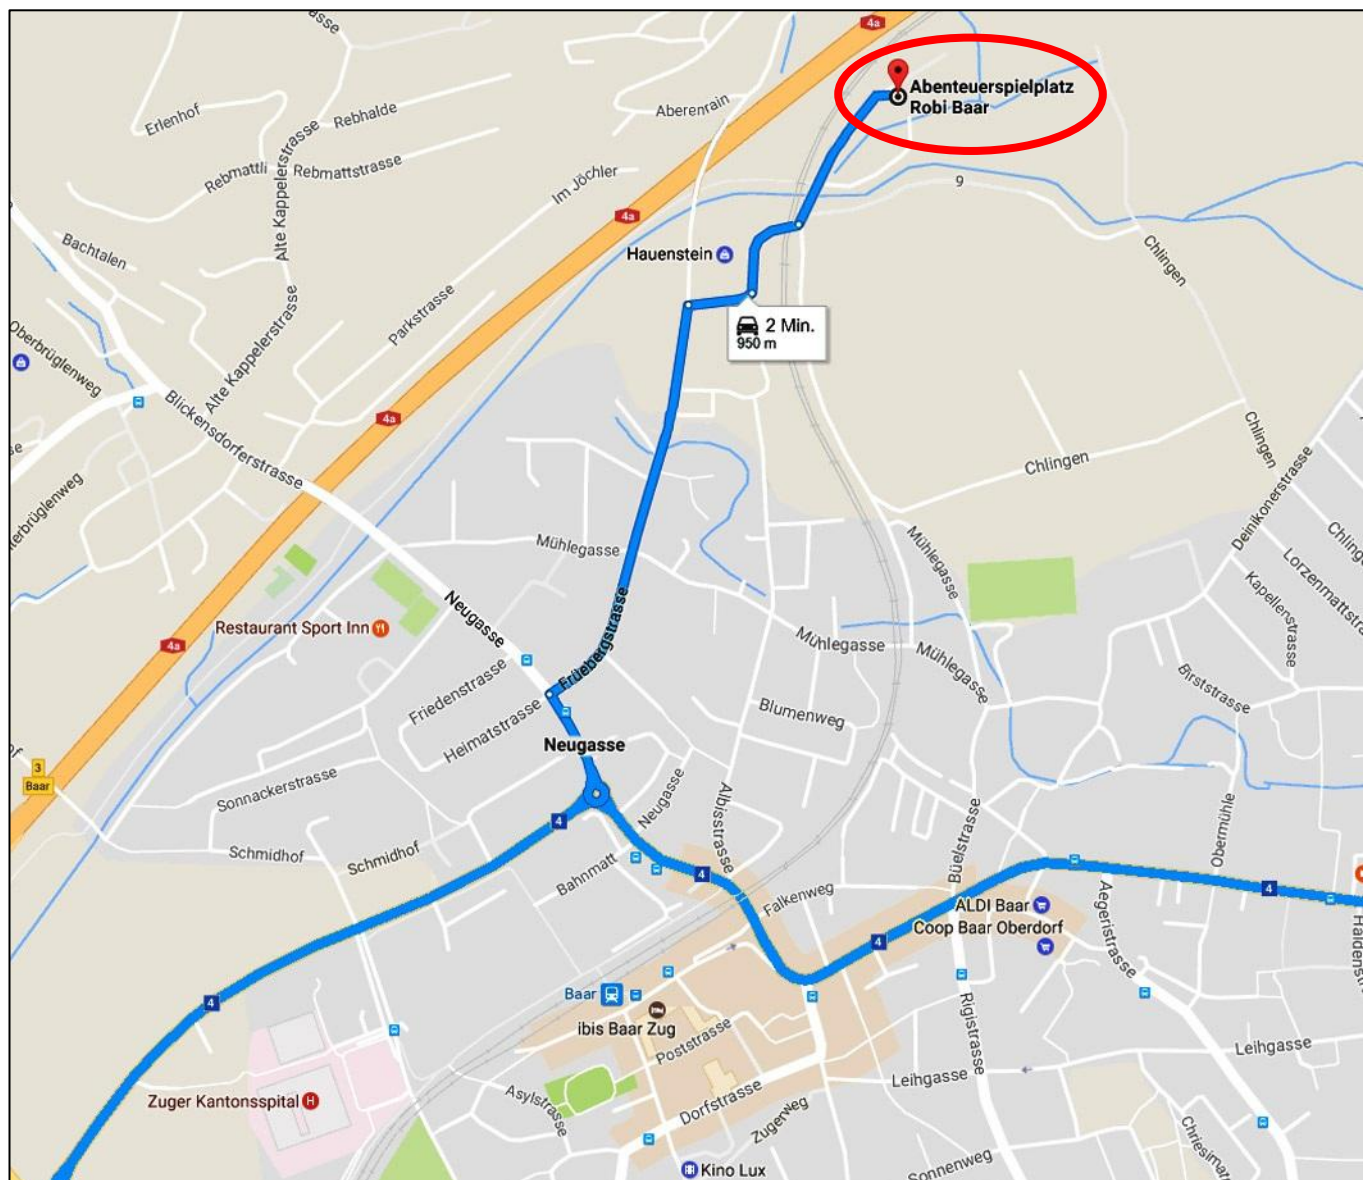 4a
Abenteuerspielplatz
Robi Baar
Erlenhof
Rebhalde
Aberenrain
Rebmattli
Rebmattstrasse
Im Jöchler
Alte Kappelerstrasse
9
4a
Bachtalen
Hauenstein
Chlingen
Parkstrasse
2 Min.
950 m
Oberbrüglenweg
Alte Kappelerstrasse
Blickensdorferstrasse
4a
Chlingen
Chlingen
Deinikonerstrasse
Mühlegasse
Mühlegasse
Lorzenmattstra
Kapellenstrasse
Neugasse
Früebergstrasse
Restaurant Sport Inn
4a
Mühlegasse
Mühlegasse
Birststrasse
Friedenstrasse
Heimatstrasse
Blumenweg
Neugasse
3
Baar
Sonnackerstrasse
Neugasse
Albisstrasse
4
Obermühle
Büelstrasse
Schmidhof
Schmidhof
Bahnmatt
4
Falkenweg
4
ALDI Baar
Aegeristrasse
Coop Baar Oberdorf
4
Haldenstr
4
Baar
ibis Baar Zug
Rigistrasse
Poststrasse
Leihgasse
Leihgasse
Zuger Kantonsspital
H
Asylstrasse
Dorfstrasse
Zugerweg
Sonnenweg
Kino Lux